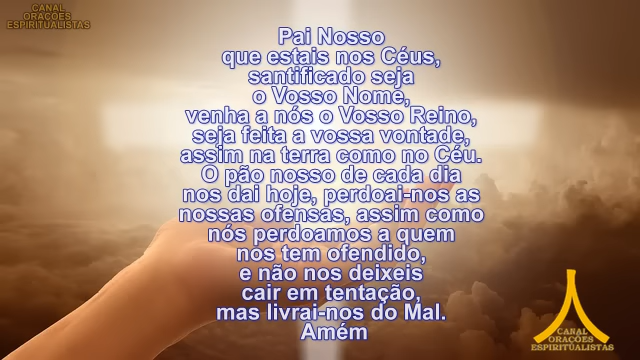 CANAL
ORAÇÕES
ESPIRITUALISTAS
Pai Nosso
que estais nos Céus,
santificado seja
o Vosso Nome,
venha a nós o Vosso Reino,
seja feita a vossa vontade,
assim na terra como no Céu.
O pão nosso de cada dia
nos dai hoje, perdoai-nos as
nossas ofensas, assim como
nós perdoamos a quem
nos tem ofendido,
e não nos deixeis
cair em tentação,
mas livrai-nos do Mal.
Amém
CANAL
ORAÇÕES
ESPIRITUALISTAS